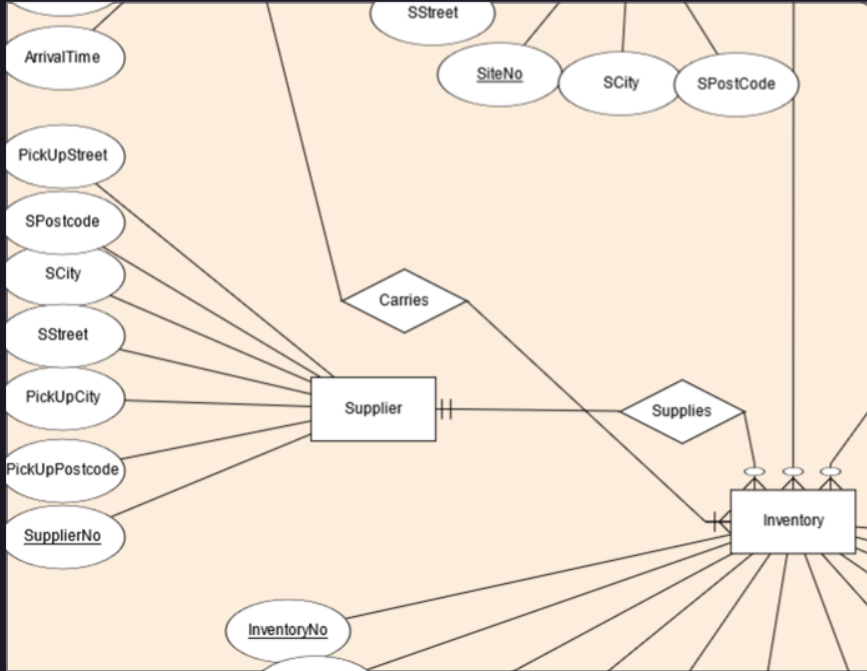 SStreet
ArrivalTime
SiteNo
SCity
SPostCode
PickUpStreet
SPostcode
SCity
SStreet
PickUpCity
PickUpPostcode
SupplierNo
Carries
Supplier
Supplies
Inventory
InventoryNo